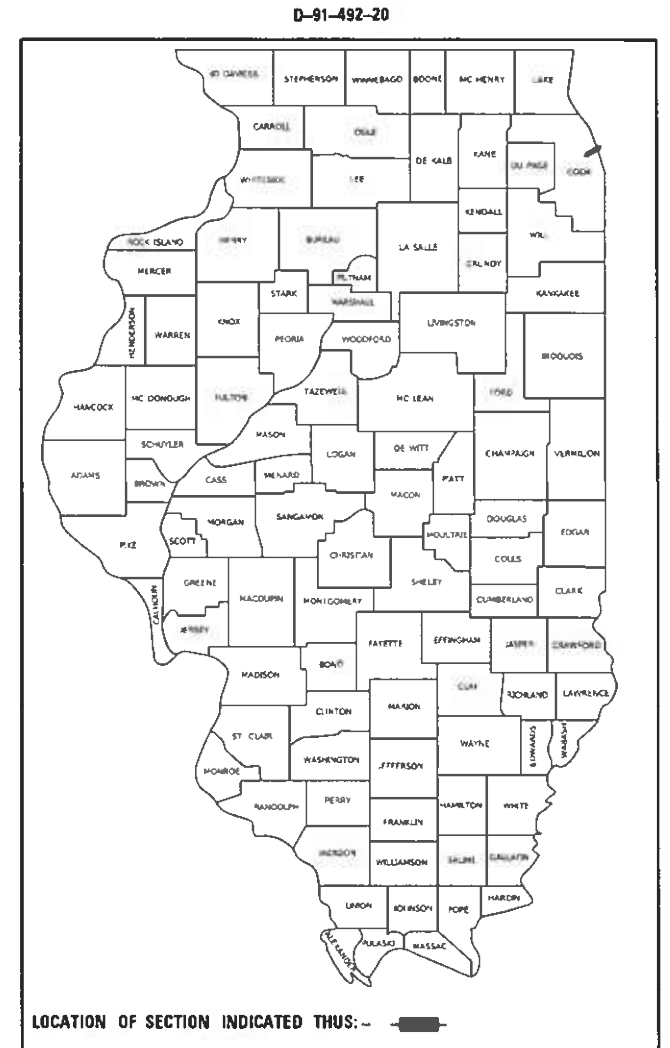 D-91-492-20
JO DAVIESS STEPHENSON WINNEBAGO BOONE MC HENRY LAKE
CARROLL OGLE
DE KALB KANE DU PAGE COOK
WHITESIDE LEE
KENDALL
ROCK ISLAND HENRY BUREAU LA SALLE GRUNDY WILL
MERCER PUTNAM
STARK MARSHALL KANKAKEE
HENDERSON WARREN KNOX PEORIA WOODFORD LIVINGSTON
IROQUOIS
HANCOCK MC DONOUGH FULTON TAZEWELL MC LEAN FORD
MASON
SCHUYLER LOGAN DE WITT CHAMPAIGN VERMILION
ADAMS BROWN CASS MENARD PIATT
MACON
PIKE SCOTT MORGAN SANGAMON MOULTRIE DOUGLAS EDGAR
CHRISTIAN COLES
CALHOUN GREENE MACOUPIN MONTGOMERY SHELBY CUMBERLAND CLARK
JERSEY FAYETTE EFFINGHAM JASPER CRAWFORD
MADISON BOND
CLAY RICHLAND LAWRENCE
CLINTON MARION
ST. CLAIR WAYNE EDWARDS WABASH
MONROE WASHINGTON JEFFERSON
RANDOLPH PERRY HAMILTON WHITE
FRANKLIN
JACKSON WILLIAMSON SALINE GALLATIN
UNION JOHNSON POPE HARDIN
ALEXANDER PULASKI MASSAC
LOCATION OF SECTION INDICATED THUS:-